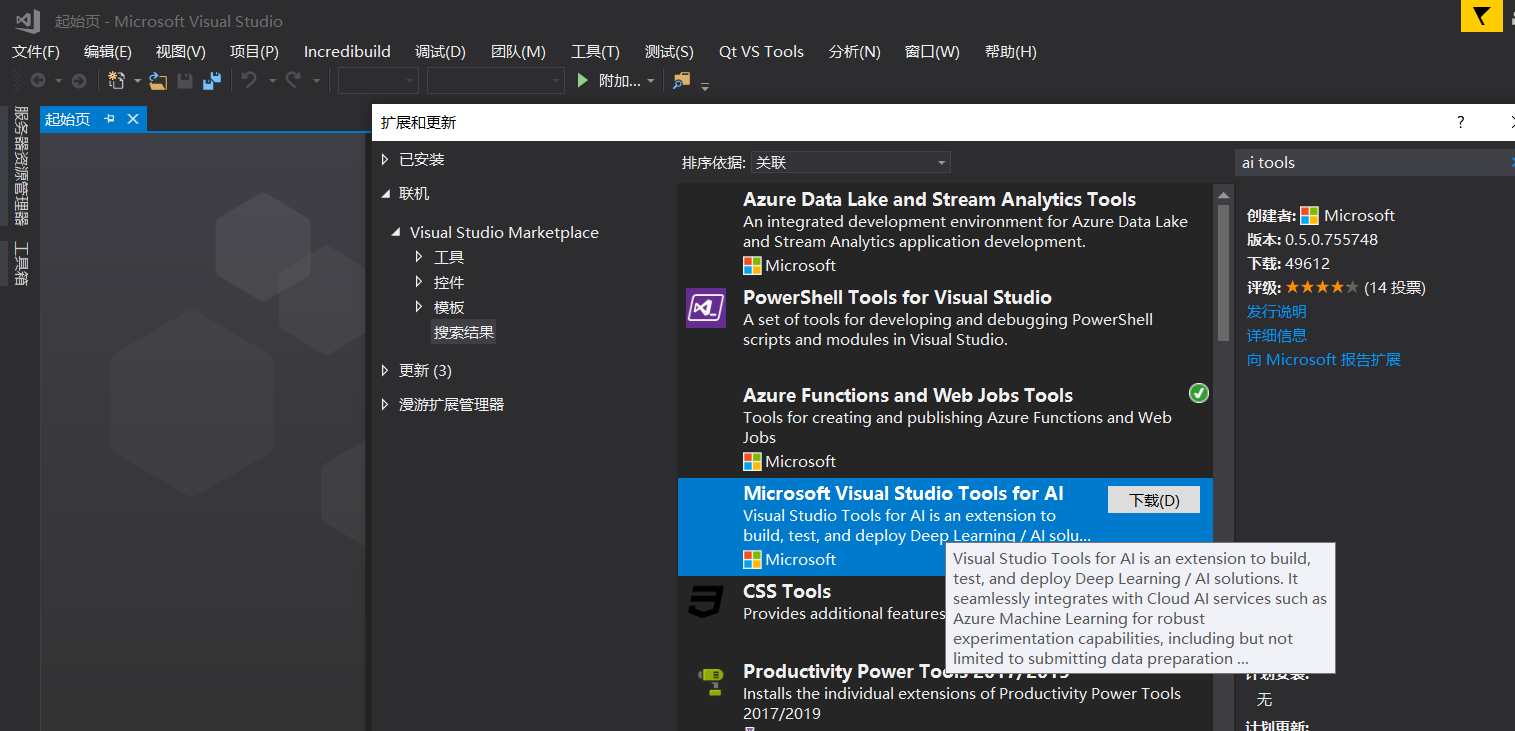 起始页 - Microsoft Visual Studio
文件(F) 编辑(E) 视图(V) 项目(P) Incredibuild 调试(D) 团队(M) 工具(T) 测试(S) Qt VS Tools 分析(N) 窗口(W) 帮助(H)
附加...
服务器资源管理器
工具箱
起始页
扩展和更新
?
已安装
联机
Visual Studio Marketplace
工具
控件
模板
搜索结果
更新 (3)
漫游扩展管理器
排序依据: 关联
Azure Data Lake and Stream Analytics Tools
An integrated development environment for Azure Data Lake
and Stream Analytics application development.
Microsoft
PowerShell Tools for Visual Studio
A set of tools for developing and debugging PowerShell
scripts and modules in Visual Studio.
Azure Functions and Web Jobs Tools
Tools for creating and publishing Azure Functions and Web
Jobs
Microsoft
Microsoft Visual Studio Tools for AI
下载(D)
Visual Studio Tools for AI is an extension to
build, test, and deploy Deep Learning / AI solu...
Microsoft
Visual Studio Tools for AI is an extension to build,
test, and deploy Deep Learning / AI solutions. It
seamlessly integrates with Cloud AI services such as
Azure Machine Learning for robust
experimentation capabilities, including but not
limited to submitting data preparation ...
CSS Tools
Provides additional features
Productivity Power Tools 2017/2019
Installs the individual extensions of Productivity Power Tools
2017/2019
ai tools
创建者: Microsoft
版本: 0.5.0.755748
下载: 49612
评级: (14 投票)
发行说明
详细信息
向 Microsoft 报告扩展
计划安装:
无
计划更新: